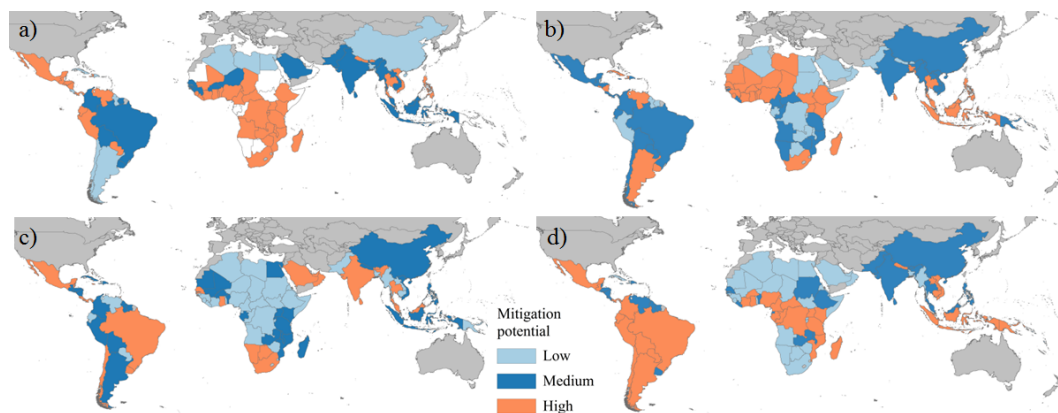 a)
b)
c)
d)
Mitigation
potential
Low
Medium
High